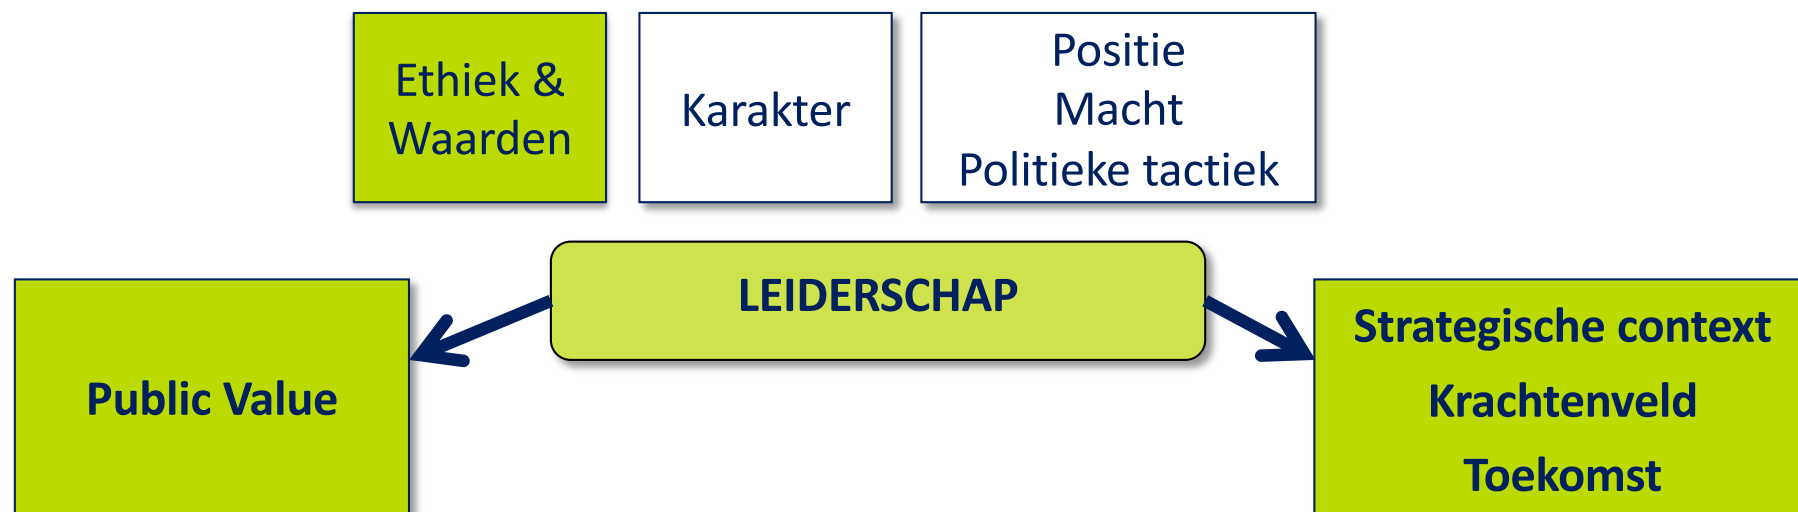 Ethiek &
Waarden
Karakter
Positie
Macht
Politieke tactiek
LEIDERSCHAP
Public Value
Strategische context
Krachtenveld
Toekomst